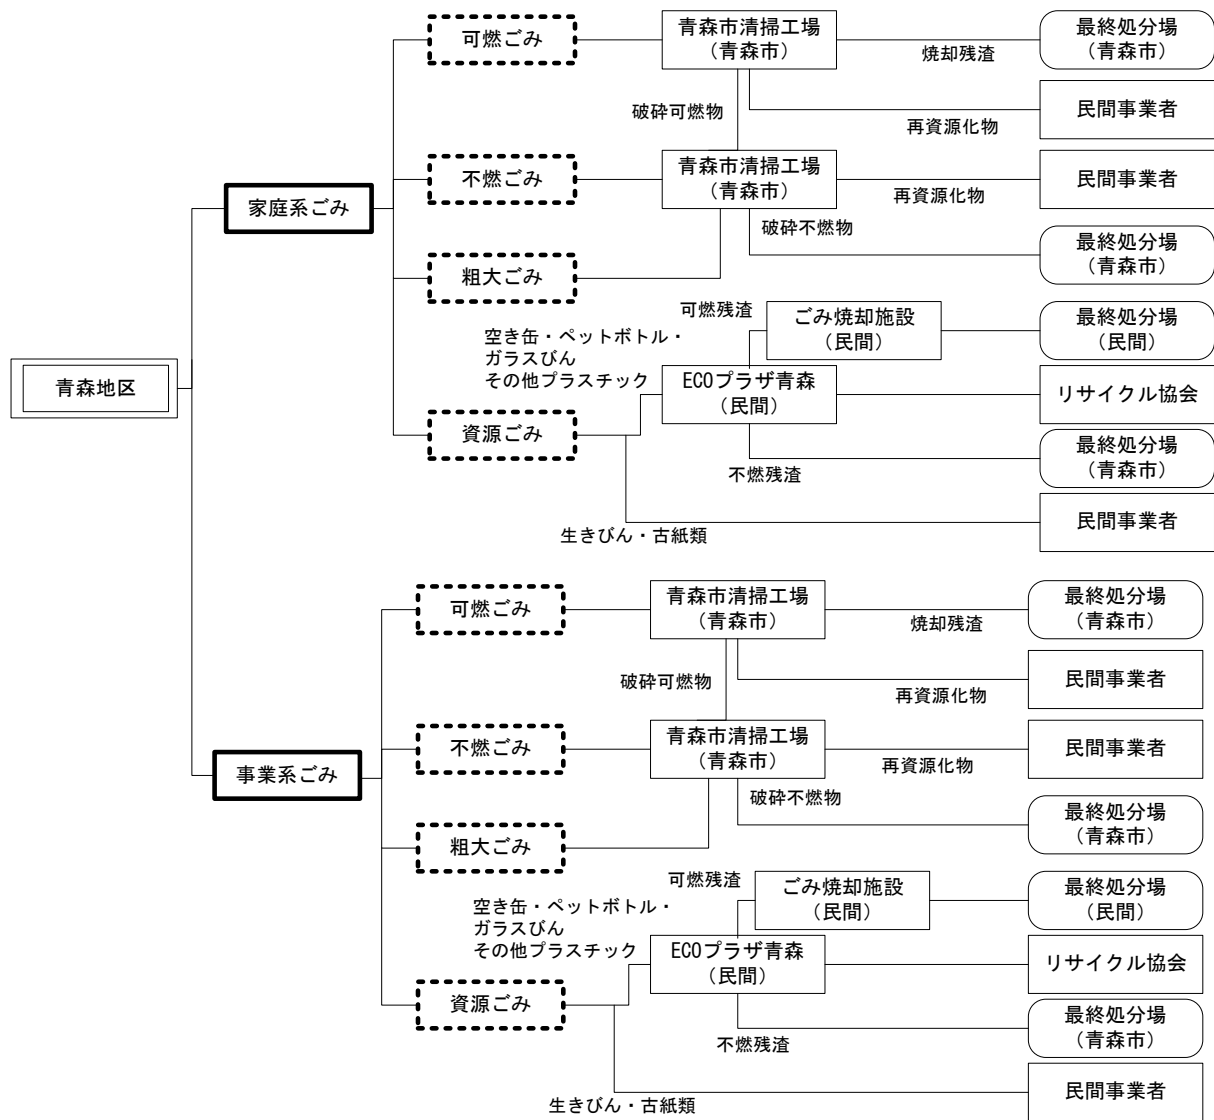 青森地区
家庭系ごみ
可燃ごみ
青森市清掃工場
(青森市)
焼却残渣
最終処分場
(青森市)
破砕可燃物
再資源化物
民間事業者
不燃ごみ
青森市清掃工場
(青森市)
再資源化物
民間事業者
破砕不燃物
最終処分場
(青森市)
粗大ごみ
可燃残渣
ごみ焼却施設
(民間)
最終処分場
(民間)
空き缶・ペットボトル・
ガラスびん
その他プラスチック
資源ごみ
ECOプラザ青森
(民間)
リサイクル協会
不燃残渣
最終処分場
(青森市)
生きびん・古紙類
民間事業者
事業系ごみ
可燃ごみ
青森市清掃工場
(青森市)
焼却残渣
最終処分場
(青森市)
破砕可燃物
再資源化物
民間事業者
不燃ごみ
青森市清掃工場
(青森市)
再資源化物
民間事業者
破砕不燃物
最終処分場
(青森市)
粗大ごみ
可燃残渣
ごみ焼却施設
(民間)
最終処分場
(民間)
空き缶・ペットボトル・
ガラスびん
その他プラスチック
資源ごみ
ECOプラザ青森
(民間)
リサイクル協会
不燃残渣
最終処分場
(青森市)
生きびん・古紙類
民間事業者